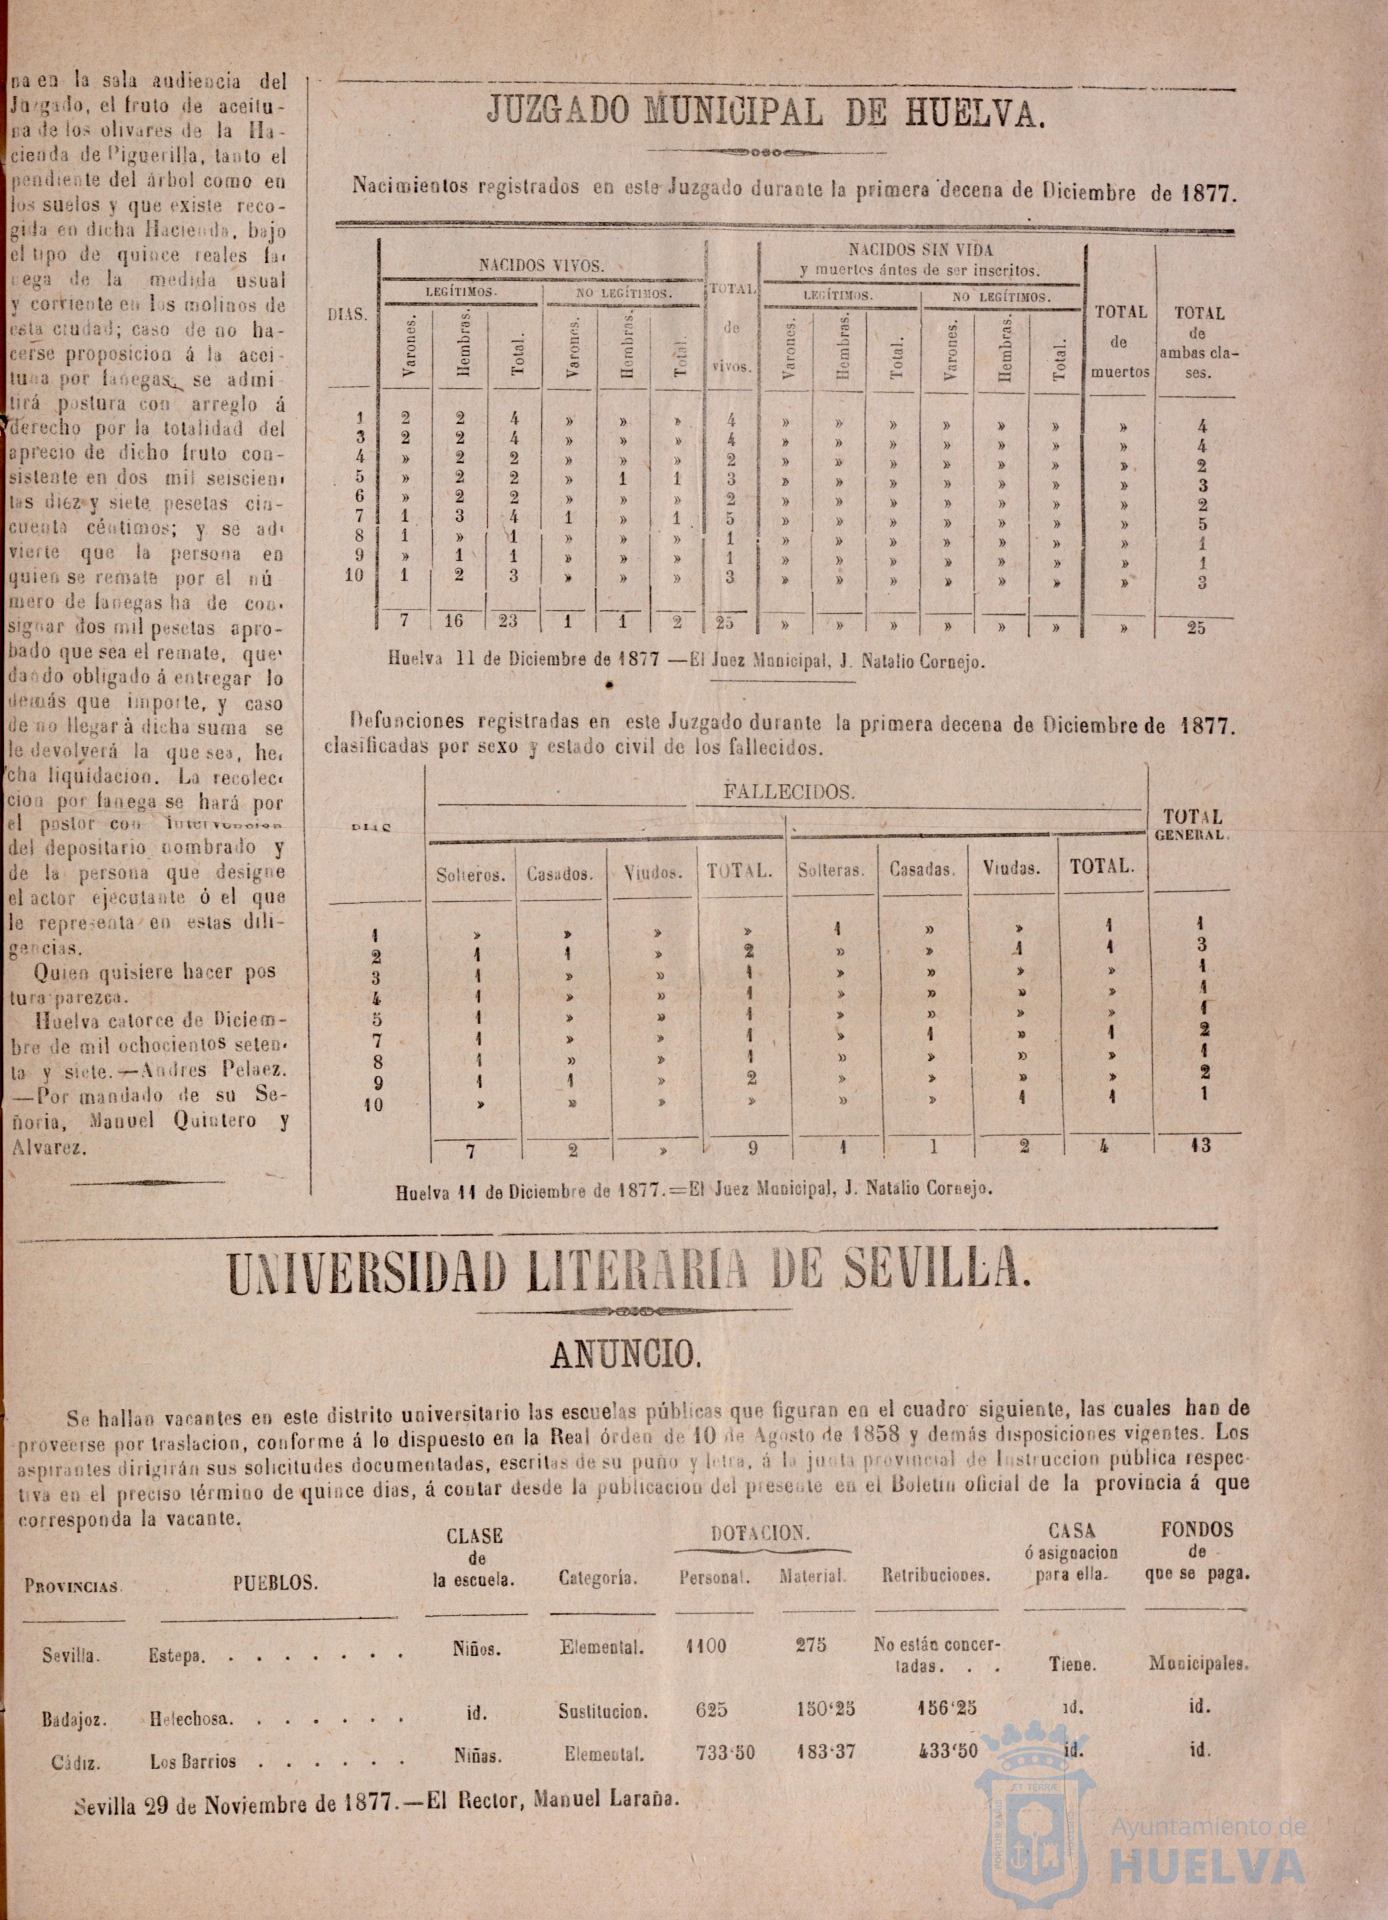 na en la sala audiencia del
Juzgado, el fruto de aceitu-
na de los olivares de la Ha-
cienda de Piguerilla, tanto el
pendiente del árbol como en
los suelos y que existe reco-
gida en dicha Hacienda, bajo
el tipo de quince reales fa-
nega de la medida usual
y corriente en los molinos de
esta ciudad; caso de no ha-
cerse proposicion á la acei-
tuna por fanegas, se admi
tirá postura con arreglo á
derecho por la totalidad del
aprecio de dicho fruto con-
sistente en dos mil seiscien-
tas diez y siete pesetas cin-
cuenta céntimos; y se ad-
vierte que la persona en
quien se remate por el nú
mero de fanegas ha de con-
signar dos mil pesetas apro-
bado que sea el remate, que-
dando obligado á entregar lo
demás que importe, y caso
de no llegar à dicha suma se
le devolverá la que sea, he-
cha liquidacion. La recolec-
cion por fanega se hará por
el postor con intervencion
del depositario nombrado y
de la persona que designe
el actor ejecutante ó el que
le representa en estas dili-
gencias.
Quien quisiere hacer pos
tura parezca.
Huelva catorce de Diciem-
bre de mil ochocientos seten-
ta y siete.—Andres Pelaez.
—Por mandado de su Se-
ñoria, Manuel Quintero y
Alvarez.
JUZGADO MUNICIPAL DE HUELVA.
Nacimientos registrados en este Juzgado durante la primera decena de Diciembre de 1877.
DIAS. NACIDOS VIVOS. TOTAL de vivos. NACIDOS SIN VIDA y muertos ántes de ser inscritos. TOTAL de muertos TOTAL de ambas cla-ses.
LEGÍTIMOS. NO LEGÍTIMOS. LEGÍTIMOS. NO LEGÍTIMOS.
Varones. Hembras. Total. Varones. Hembras. Total. Varones. Hembras. Total. Varones. Hembras. Total.
1 2 2 4 » » » 4 » » » » » » » 4
3 2 2 4 » » » 4 » » » » » » » 4
4 » 2 2 » » » 2 » » » » » » » 2
5 » 2 2 » 1 1 3 » » » » » » » 3
6 » 2 2 » » » 2 » » » » » » » 2
7 1 3 4 1 » 1 5 » » » » » » » 5
8 1 » 1 » » » 1 » » » » » » » 1
9 » 1 1 » » » 1 » » » » » » » 1
10 1 2 3 » » » 3 » » » » » » » 3
7 16 23 1 1 2 25 » » » » » » » 25
Huelva 11 de Diciembre de 1877 —El Juez Municipal, J. Natalio Cornejo.
Defunciones registradas en este Juzgado durante la primera decena de Diciembre de 1877.
clasificadas por sexo y estado civil de los fallecidos.
FALLECIDOS.
DIAS TOTAL GENERAL.
Solteros. Casados. Viudos. TOTAL. Solteras. Casadas. Viudas. TOTAL.
1 » » » » 1 » » 1 1
2 1 1 » 2 » » 1 1 3
3 1 » » 1 » » » » 1
4 1 » » 1 » » » » 1
5 1 » » 1 » » » » 1
7 1 » » 1 » 1 » 1 2
8 1 » » 1 » » » » 1
9 1 1 » 2 » » » » 2
10 » » » » » » 1 1 1
7 2 » 9 1 1 2 4 13
Huelva 11 de Diciembre de 1877.=El Juez Municipal, J. Natalio Cornejo.
UNIVERSIDAD LITERARIA DE SEVILLA.
ANUNCIO.
Se hallan vacantes en este distrito universitario las escuelas públicas que figuran en el cuadro siguiente, las cuales han de
proveerse por traslacion, conforme á lo dispuesto en la Real órden de 10 de Agosto de 1858 y demás disposiciones vigentes. Los
aspirantes dirigirán sus solicitudes documentadas, escritas de su puño y letra, á la junta provincial de Instruccion pública respec-
tiva en el preciso término de quince dias, á contar desde la publicacion del presente en el Boletin oficial de la provincia á que
corresponda la vacante.
PROVINCIAS. PUEBLOS. CLASE de la escuela. Categoría. DOTACION. Personal. Material. Retribuciones. CASA ó asignacion para ella. FONDOS de que se paga.
Sevilla. Estepa. . . . . . . . Niños. Elemental. 1100 275 No están concer-
tadas. . . Tiene. Municipales.
Badajoz. Helechosa. . . . . . . id. Sustitucion. 625 150'25 156'25 id. id.
Cádiz. Los Barrios . . . . . . Niñas. Elemental. 733'50 183'37 433'50 id. id.
Sevilla 29 de Noviembre de 1877.—El Rector, Manuel Laraña.
Ayuntamiento de
HUELVA